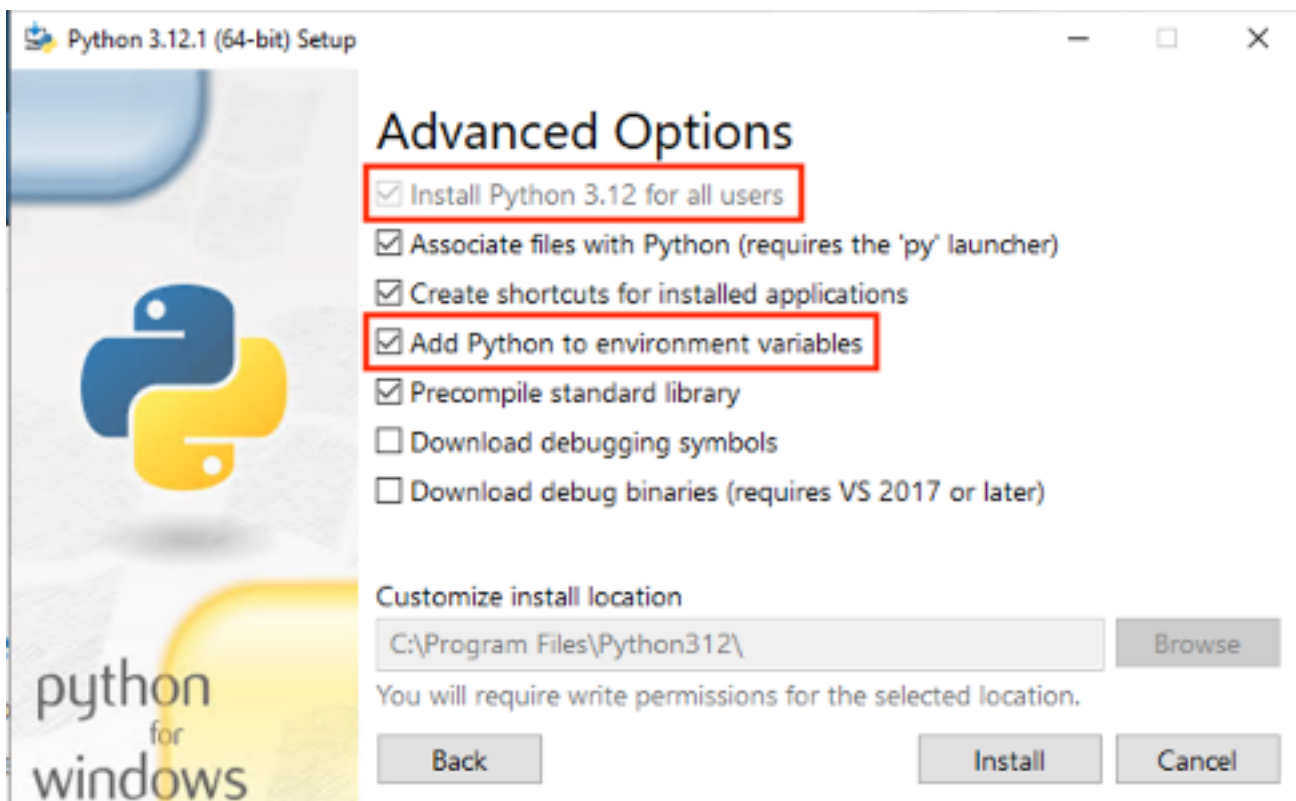 Python 3.12.1 (64-bit) Setup
Advanced Options
Install Python 3.12 for all users
Associate files with Python (requires the 'py' launcher)
Create shortcuts for installed applications
Add Python to environment variables
Precompile standard library
Download debugging symbols
Download debug binaries (requires VS 2017 or later)
Customize install location
C:\Program Files\Python312\ Browse
You will require write permissions for the selected location.
python
for
windows
Back Install Cancel